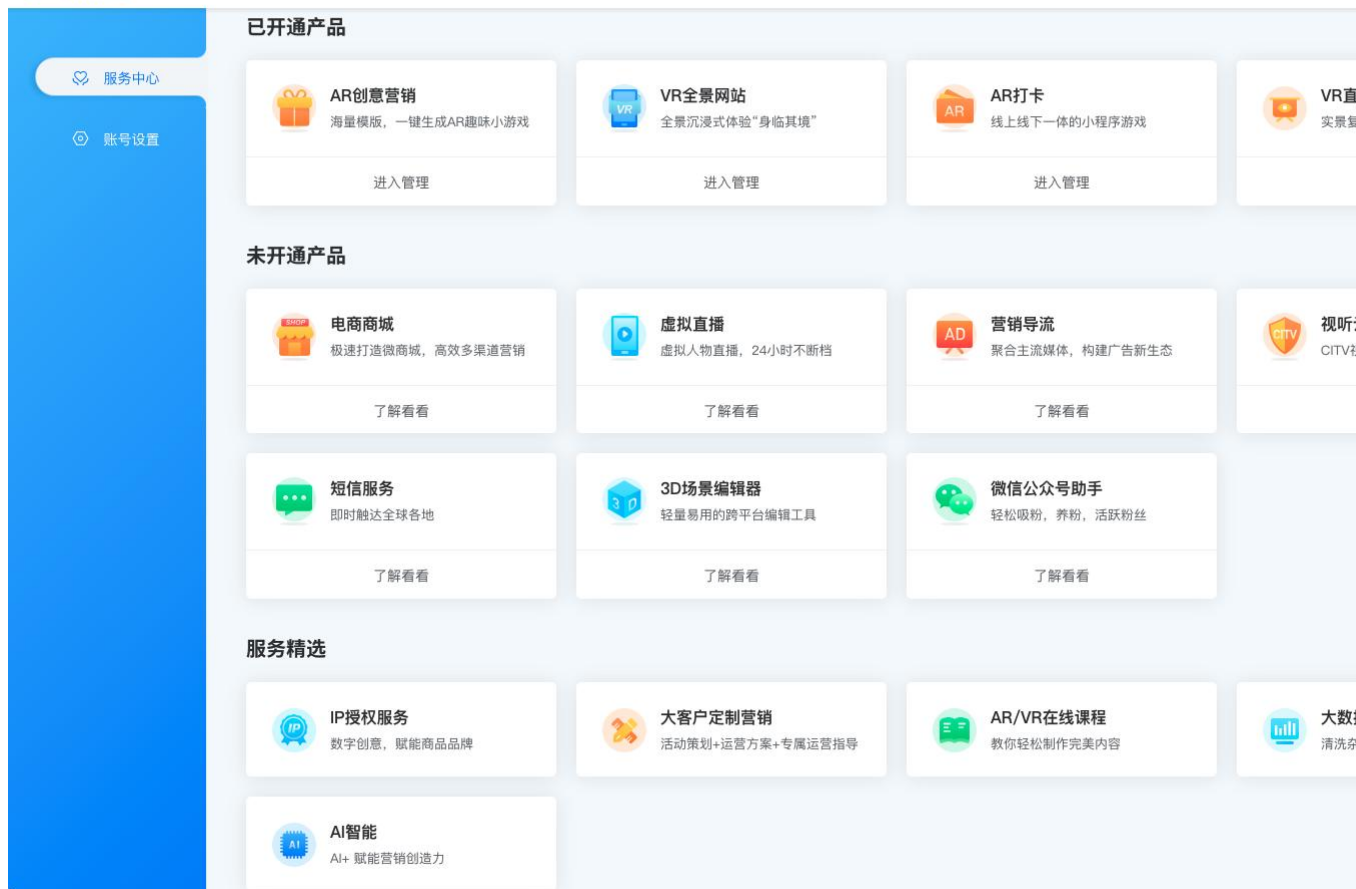 已开通产品
服务中心
账号设置
AR创意营销
海量模版，一键生成AR趣味小游戏
进入管理
VR
VR全景网站
全景沉浸式体验“身临其境”
进入管理
AR
AR打卡
线上线下一体的小程序游戏
进入管理
VR直
实景
未开通产品
SHOP
电商商城
极速打造微商城，高效多渠道营销
了解看看
虚拟直播
虚拟人物直播，24小时不断档
了解看看
AD
营销导流
聚合主流媒体，构建广告新生态
了解看看
CITV
视听
CITV
短信服务
即时触达全球各地
了解看看
3D
3D场景编辑器
轻量易用的跨平台编辑工具
了解看看
微信公众号助手
轻松吸粉，养粉，活跃粉丝
了解看看
服务精选
IP
IP授权服务
数字创意，赋能商品品牌
大客户定制营销
活动策划+运营方案+专属运营指导
AR/VR在线课程
教你轻松制作完美内容
大数
清洗
AI
AI智能
AI+ 赋能营销创造力